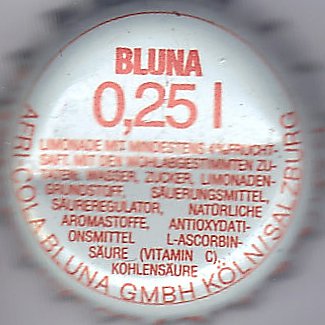 BLUNA
0,25 l
LIMONADE MIT MINDESTENS 4% FRUCHT-
SAFT. MIT DEN WOHLABGESTIMMTEN ZU-
TATEN: WASSER, ZUCKER, LIMONADEN-
GRUNDSTOFF, SÄUERUNGSMITTEL,
SÄUREREGULATOR, NATÜRLICHE
AROMASTOFFE, ANTIOXYDATI-
ONSMITTEL L-ASCORBIN-
SÄURE (VITAMIN C),
KOHLENSÄURE
AFRI COLA-BLUNA GMBH KÖLN/SALZBURG